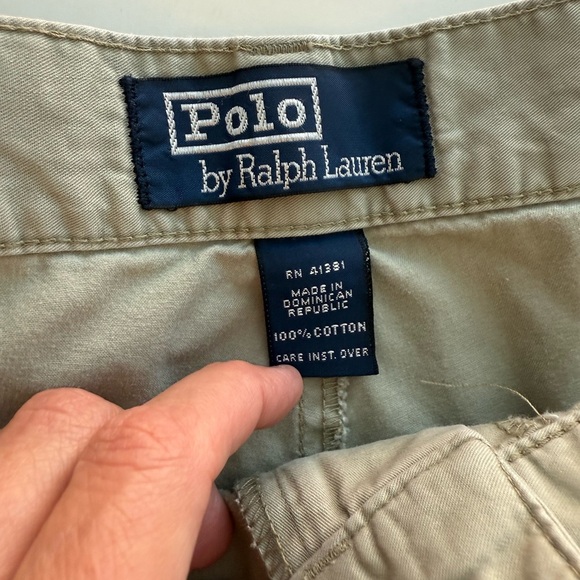 Polo
by Ralph Lauren
RN 41381
MADE IN
DOMINICAN
REPUBLIC
100% COTTON
CARE INST. OVER